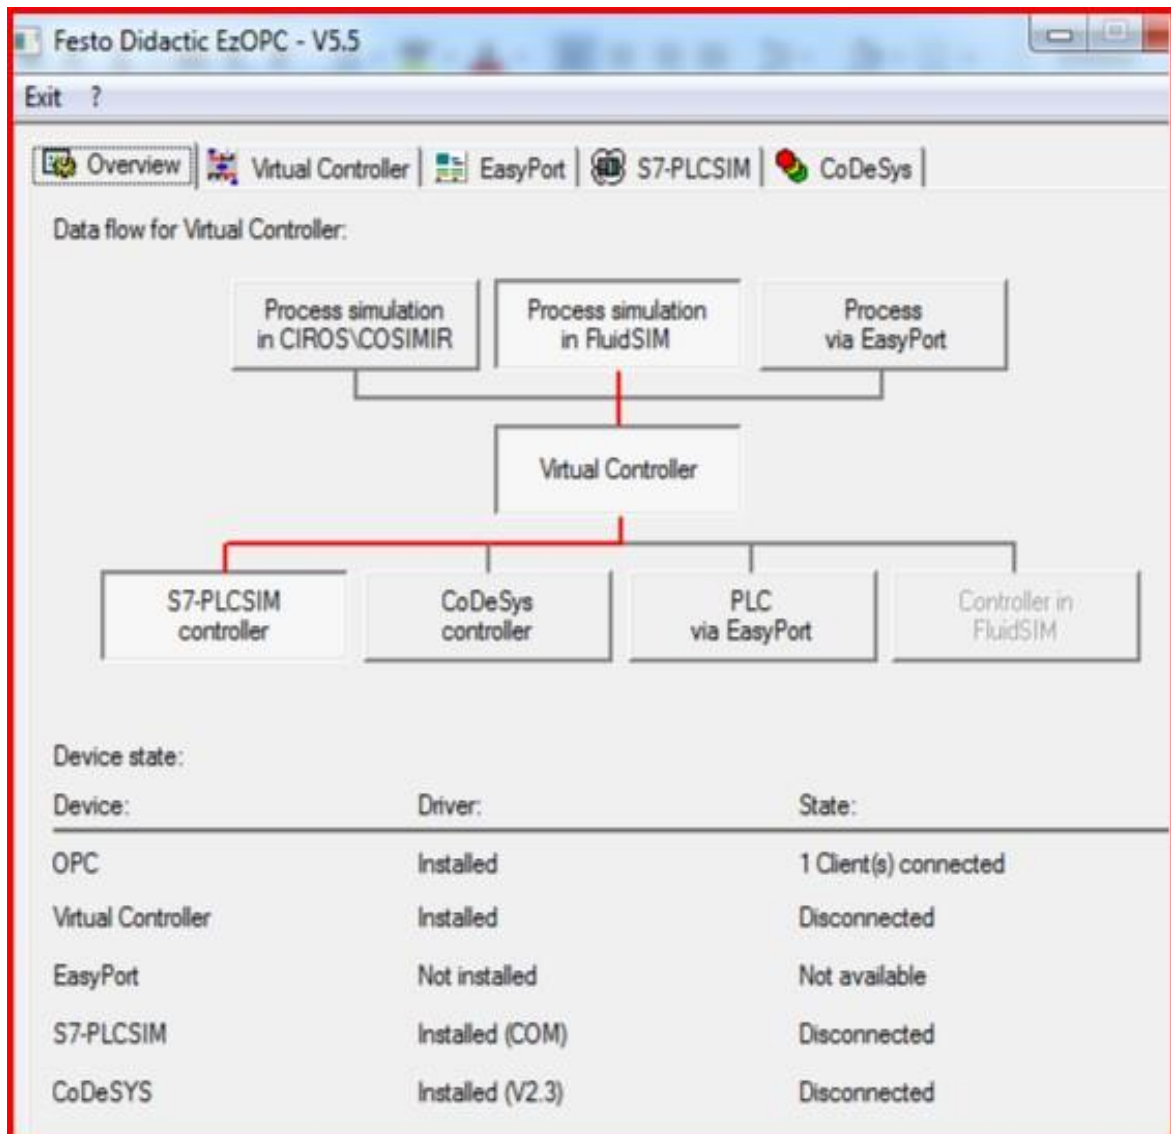 Festo Didactic EzOPC - V5.5
Exit ?
Overview Virtual Controller EasyPort S7-PLCSIM CoDeSys
Data flow for Virtual Controller:
Process simulation
in CIROS\COSIMIR
Process simulation
in FluidSIM
Process
via EasyPort
Virtual Controller
S7-PLCSIM
controller
CoDeSys
controller
PLC
via EasyPort
Controller in
FluidSIM
Device state:
Device: Driver: State:
OPC Installed 1 Client(s) connected
Virtual Controller Installed Disconnected
EasyPort Not installed Not available
S7-PLCSIM Installed (COM) Disconnected
CoDeSYS Installed (V2.3) Disconnected